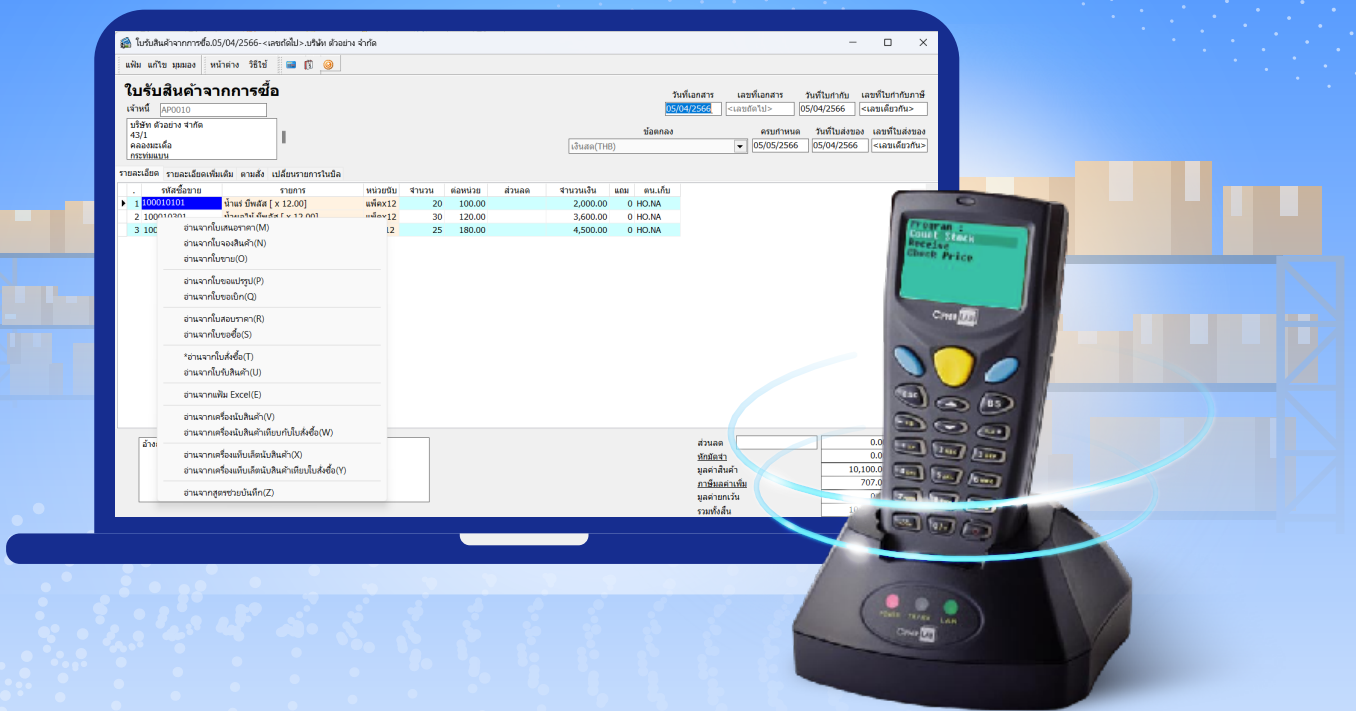 ใบรับสินค้าจากการซื้อ.05/04/2566-<เลขถัดไป>.บริษัท ตัวอย่าง จำกัด
แฟ้ม แก้ไข มุมมอง หน้าต่าง วิธีใช้
ใบรับสินค้าจากการซื้อ
วันที่เอกสาร เลขที่เอกสาร วันที่ใบกำกับ เลขที่ใบกำกับภาษี
เจ้าหนี้ AP0010 05/04/2566 <เลขถัดไป> 05/04/2566 <เลขเดียวกัน>
บริษัท ตัวอย่าง จำกัด
43/1
คลองมะเดื่อ
กระทุ่มแบน
ข้อตกลง ครบกำหนด วันที่ใบส่งของ เลขที่ใบส่งของ
เงินสด(THB) 05/05/2566 05/04/2566 <เลขเดียวกัน>
รายละเอียด รายละเอียดเพิ่มเติม ตามสั่ง เปลี่ยนรายการในบิล
. รหัสซื้อขาย รายการ หน่วยนับ จำนวน ต่อหน่วย ส่วนลด จำนวนเงิน แถม ตน.เก็บ
1 100010101 น้ำแร่ บีพลัส [ x 12.00] แพ็คx12 20 100.00 2,000.00 0 HO.NA
2 100010201 [ x 12.00] แพ็คx12 30 120.00 3,600.00 0 HO.NA
3 100 12 25 180.00 4,500.00 0 HO.NA
อ่านจากใบเสนอราคา(M)
อ่านจากใบจองสินค้า(N)
อ่านจากใบขาย(O)
อ่านจากใบขอแปรรูป(P)
อ่านจากใบขอเบิก(Q)
อ่านจากใบสอบราคา(R)
อ่านจากใบขอซื้อ(S)
*อ่านจากใบสั่งซื้อ(T)
อ่านจากใบรับสินค้า(U)
อ่านจากแฟ้ม Excel(E)
อ่านจากเครื่องนับสินค้า(V)
อ่านจากเครื่องนับสินค้าเทียบกับใบสั่งซื้อ(W)
อ่านจากเครื่องแท็บเล็ตนับสินค้า(X)
อ่านจากเครื่องแท็บเล็ตนับสินค้าเทียบใบสั่งซื้อ(Y)
อ่านจากสูตรช่วยบันทึก(Z)
ส่วนลด 0.0
หักมัดจำ 0.0
มูลค่าสินค้า 10,100.0
ภาษีมูลค่าเพิ่ม 707.0
มูลค่ายกเว้น
รวมทั้งสิ้น
Program :
Count Stock
Receive
Check Price
CIPHER LAB
ESC
BS
POWER
LAN
CIPHER LAB